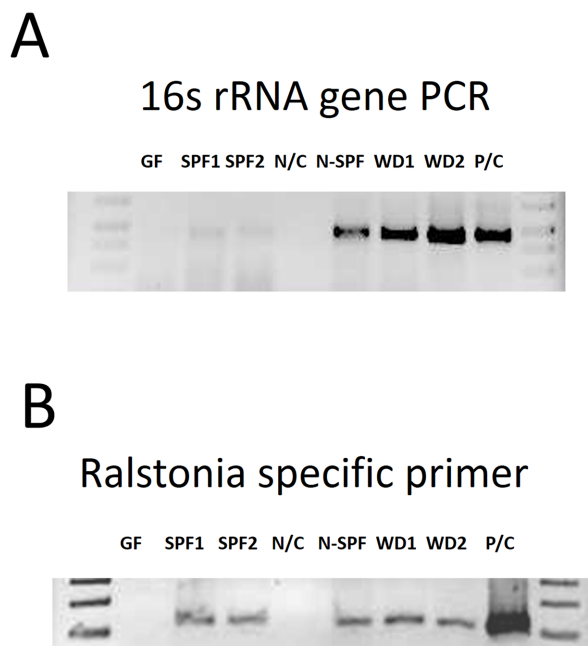 A
16s rRNA gene PCR
GF SPF1 SPF2 N/C N-SPF WD1 WD2 P/C
B
Ralstonia specific primer
GF SPF1 SPF2 N/C N-SPF WD1 WD2 P/C